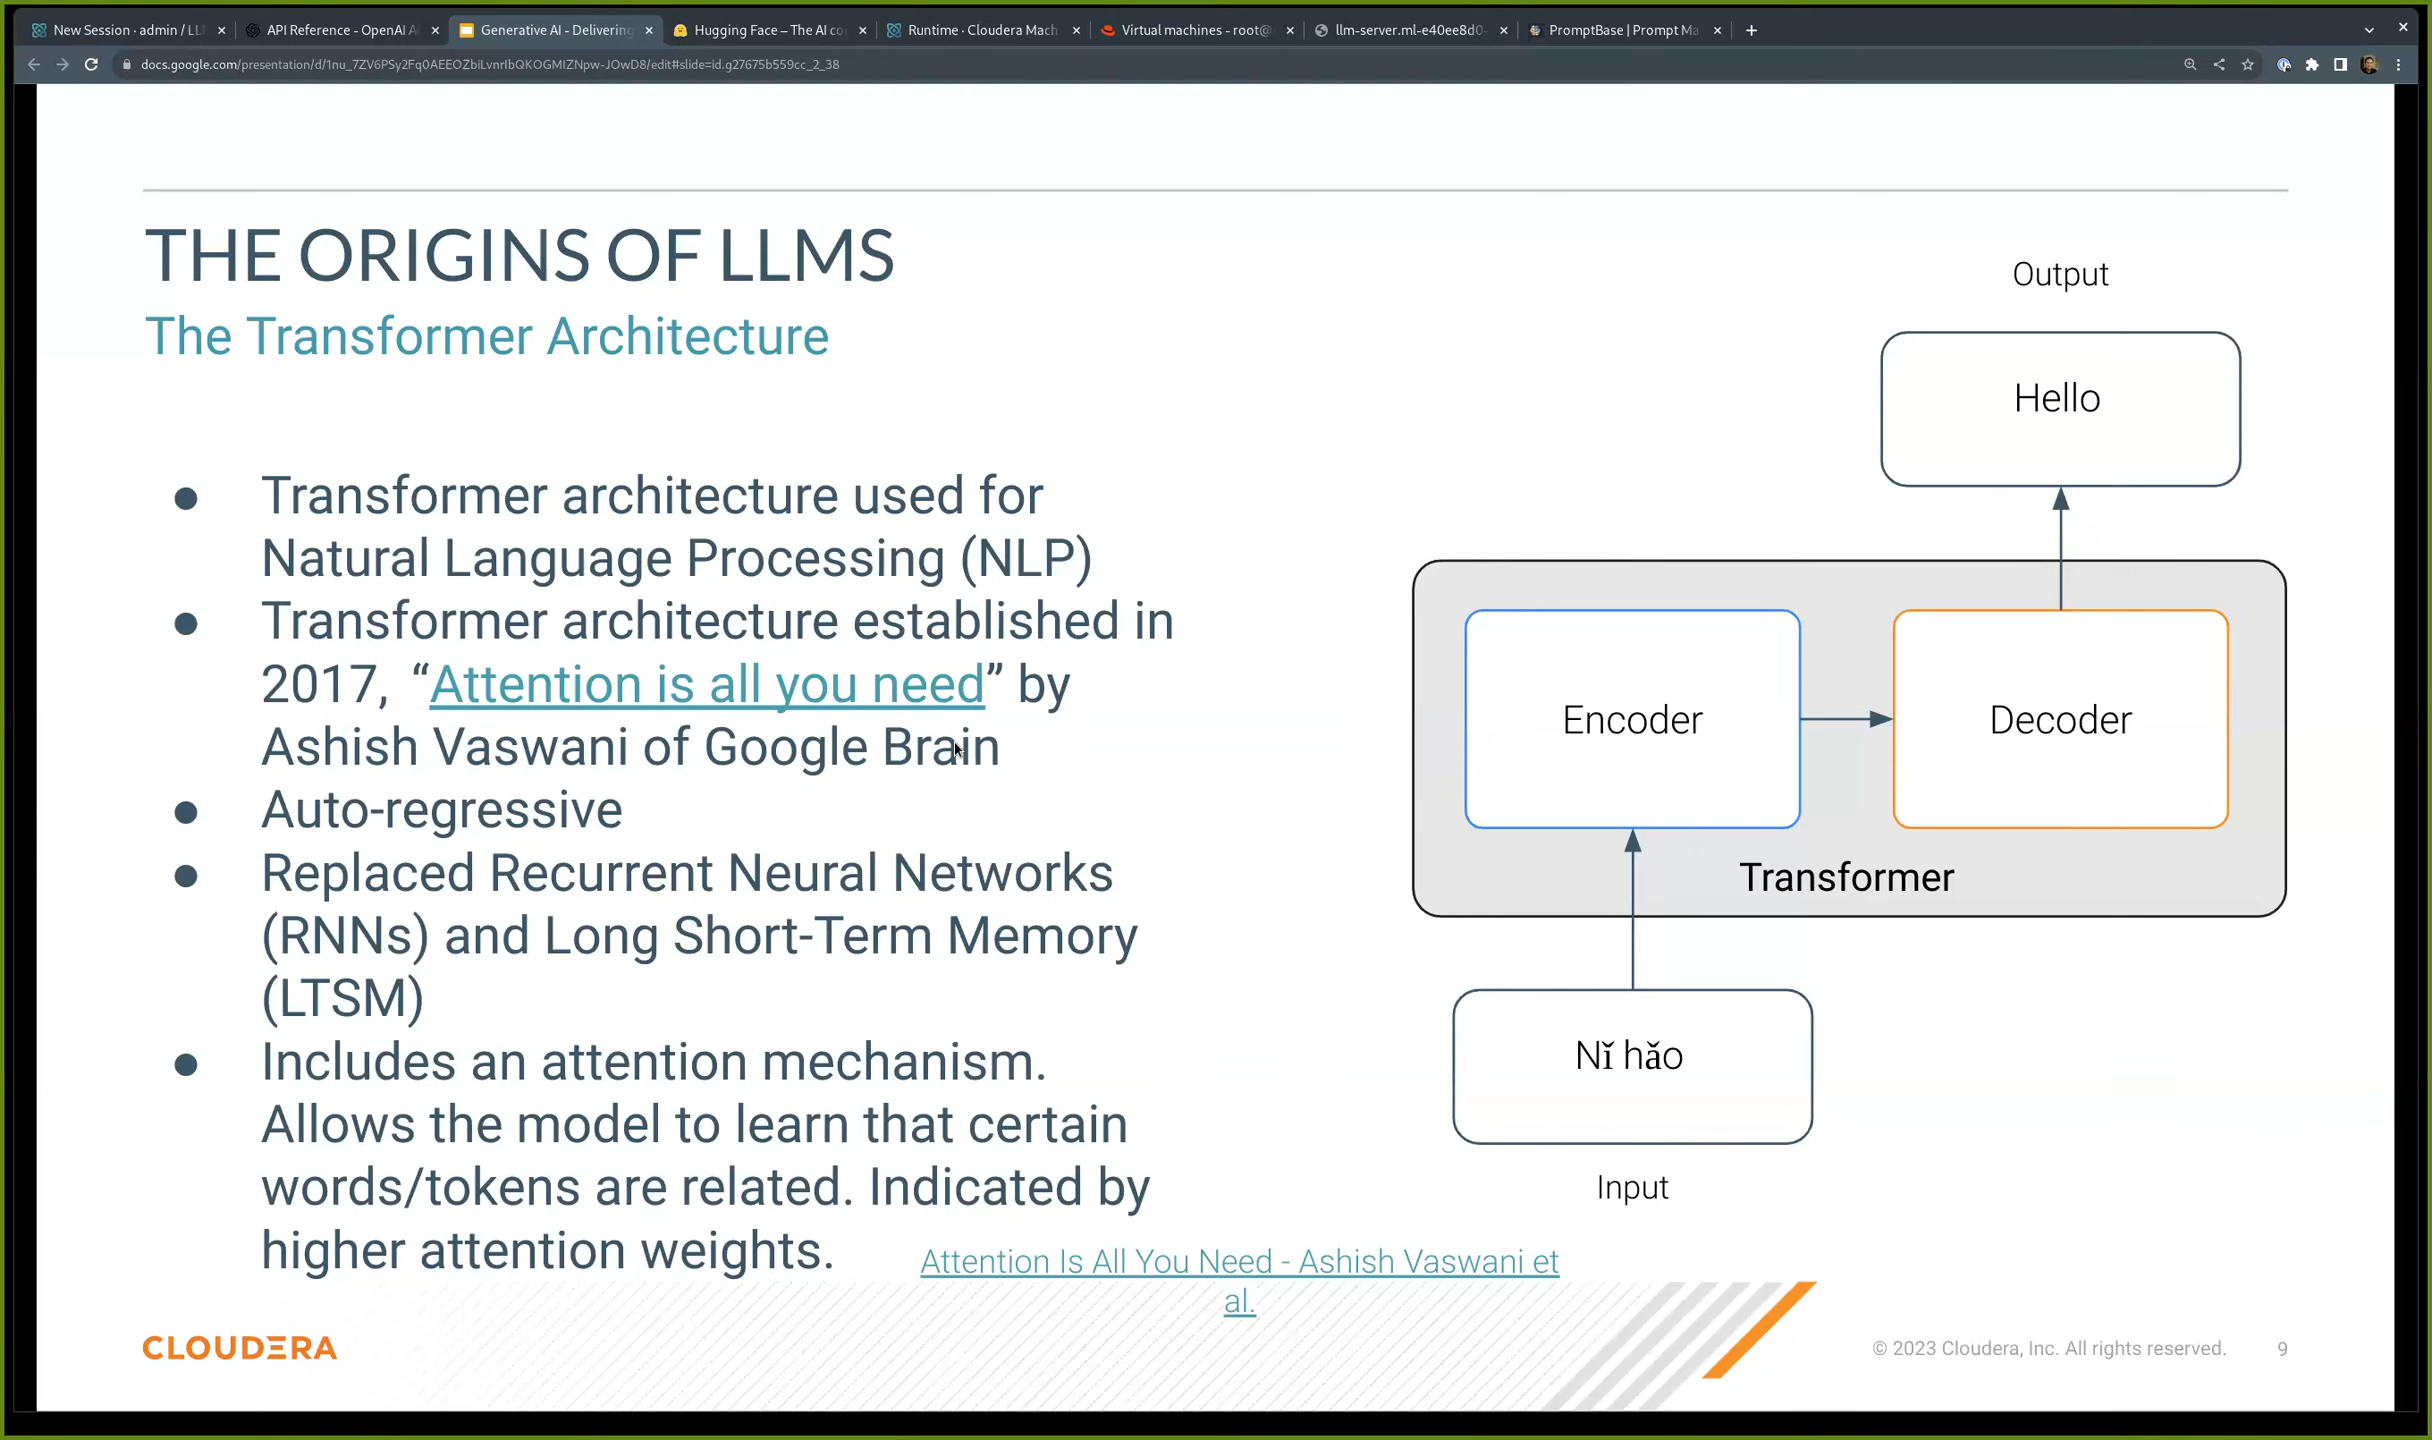 New Session · admin / LL
API Reference - OpenAI A
Generative AI - Delivering
Hugging Face – The AI co
Runtime · Cloudera Mach
Virtual machines - root@
llm-server.ml-e40ee8d0-
PromptBase | Prompt Ma
docs.google.com/presentation/d/1nu_7ZV6PSy2Fq0AEEOZbiLvnrIbQKOGMIZNpw-JOwD8/edit#slide=id.g27675b559cc_2_38
THE ORIGINS OF LLMS
The Transformer Architecture
● Transformer architecture used for
Natural Language Processing (NLP)
● Transformer architecture established in
2017, “Attention is all you need” by
Ashish Vaswani of Google Brain
● Auto-regressive
● Replaced Recurrent Neural Networks
(RNNs) and Long Short-Term Memory
(LTSM)
● Includes an attention mechanism.
Allows the model to learn that certain
words/tokens are related. Indicated by
higher attention weights.
Output
Hello
Encoder
Decoder
Transformer
Nǐ hǎo
Input
Attention Is All You Need - Ashish Vaswani et
al.
CLOUDERA
© 2023 Cloudera, Inc. All rights reserved.
9